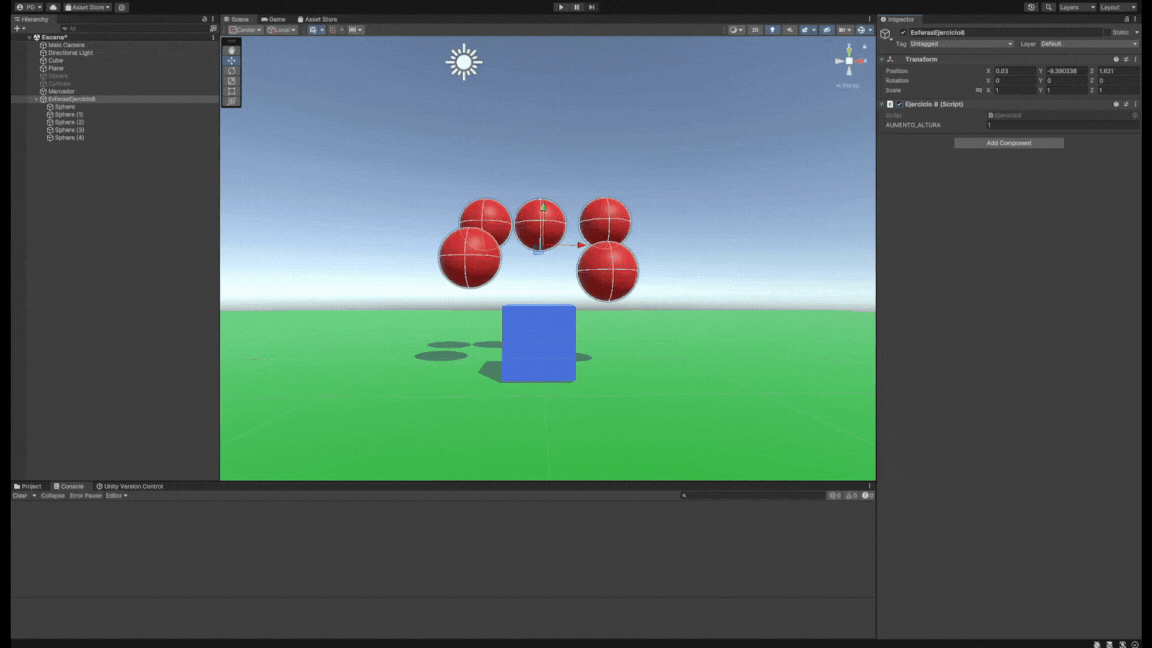 PG Asset Store Layers Layout
Hierarchy
All
Escena*
Main Camera
Directional Light
Cube
Plane
Sphere
Cylinder
Marcador
EsferasEjercicio8
Sphere
Sphere (1)
Sphere (2)
Sphere (3)
Sphere (4)
Scene Game Asset Store
Center Local 2D
Persp
Inspector
EsferasEjercicio8 Static
Tag Untagged Layer Default
Transform
Position X 0.03 Y -9.390338 Z 1.621
Rotation X 0 Y 0 Z 0
Scale X 1 Y 1 Z 1
Ejercicio 8 (Script)
Script Ejercicio8
AUMENTO_ALTURA 1
Add Component
Project Console Unity Version Control
Clear Collapse Error Pause Editor
0 0 0